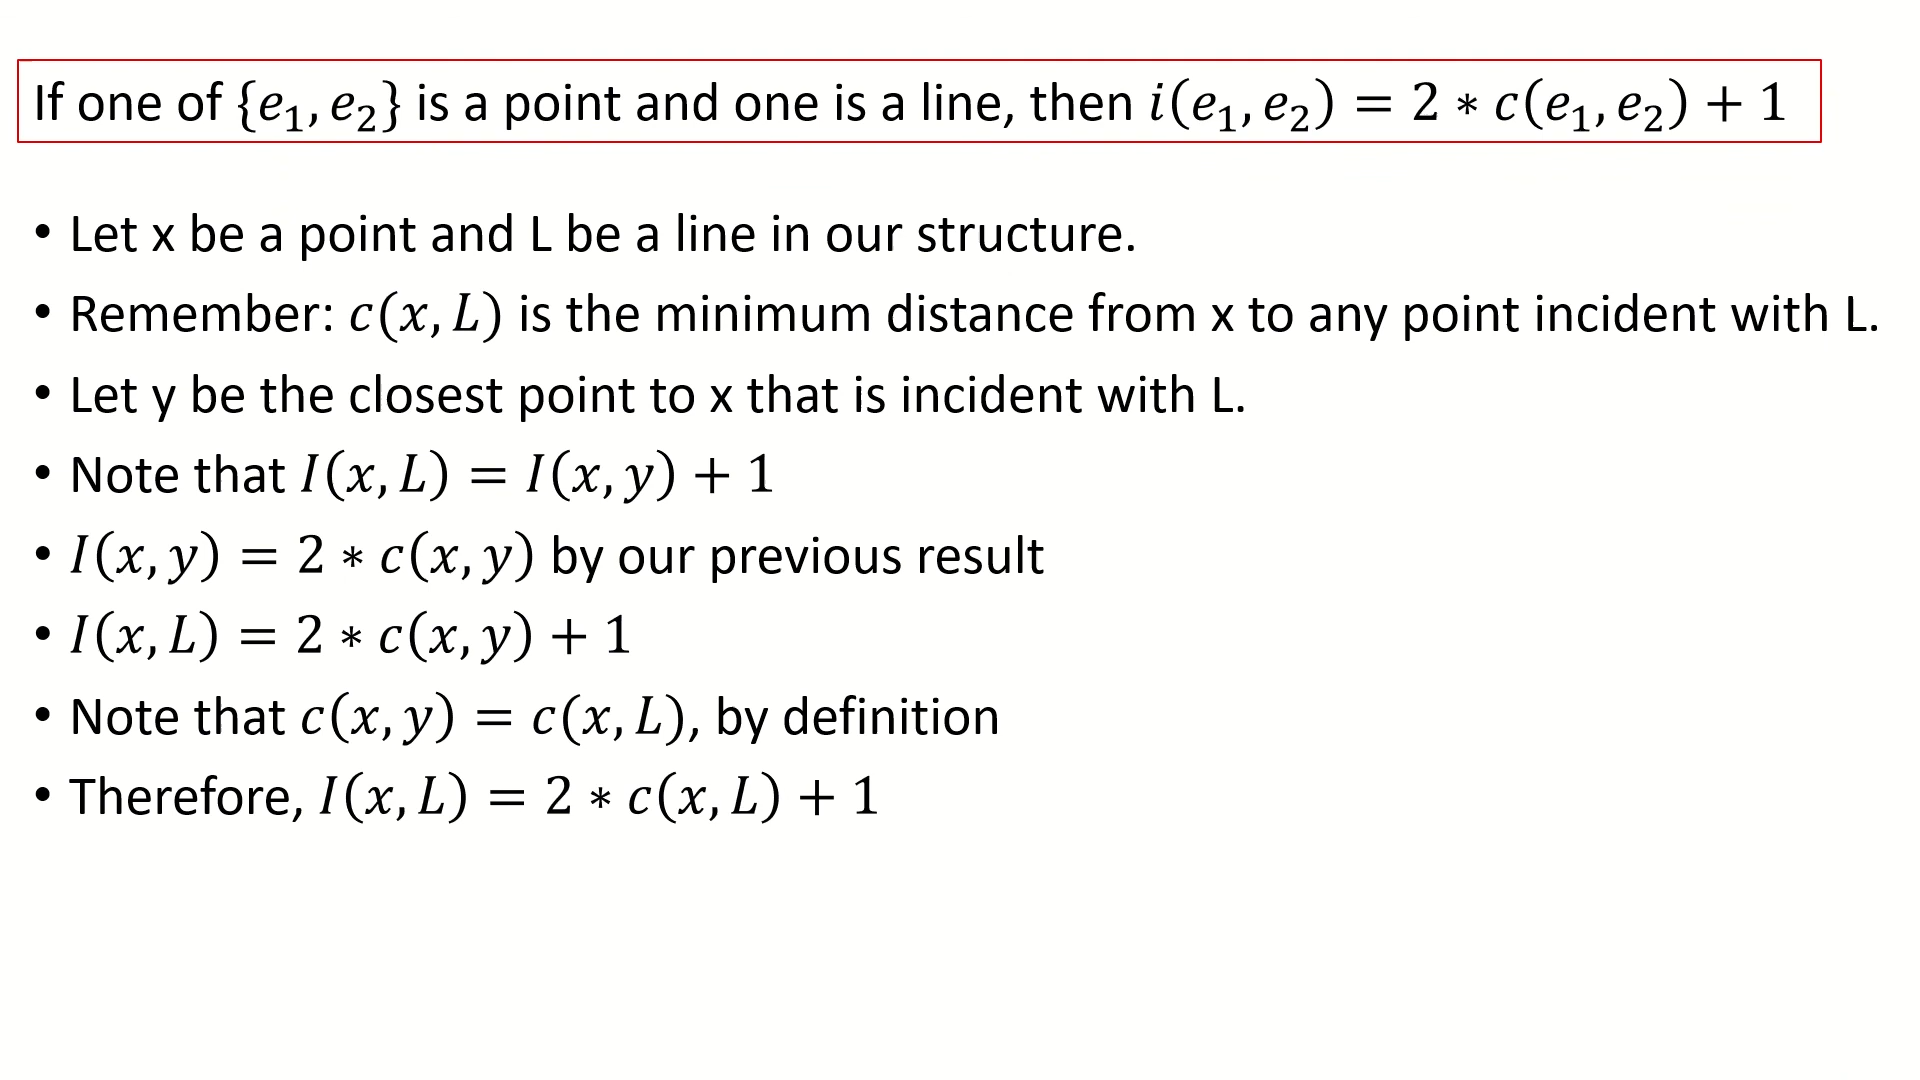 If one of {e₁, e₂} is a point and one is a line, then i(e₁, e₂) = 2 ∗ c(e₁, e₂) + 1
• Let x be a point and L be a line in our structure.
• Remember: c(x, L) is the minimum distance from x to any point incident with L.
• Let y be the closest point to x that is incident with L.
• Note that I(x, L) = I(x, y) + 1
• I(x, y) = 2 ∗ c(x, y) by our previous result
• I(x, L) = 2 ∗ c(x, y) + 1
• Note that c(x, y) = c(x, L), by definition
• Therefore, I(x, L) = 2 ∗ c(x, L) + 1